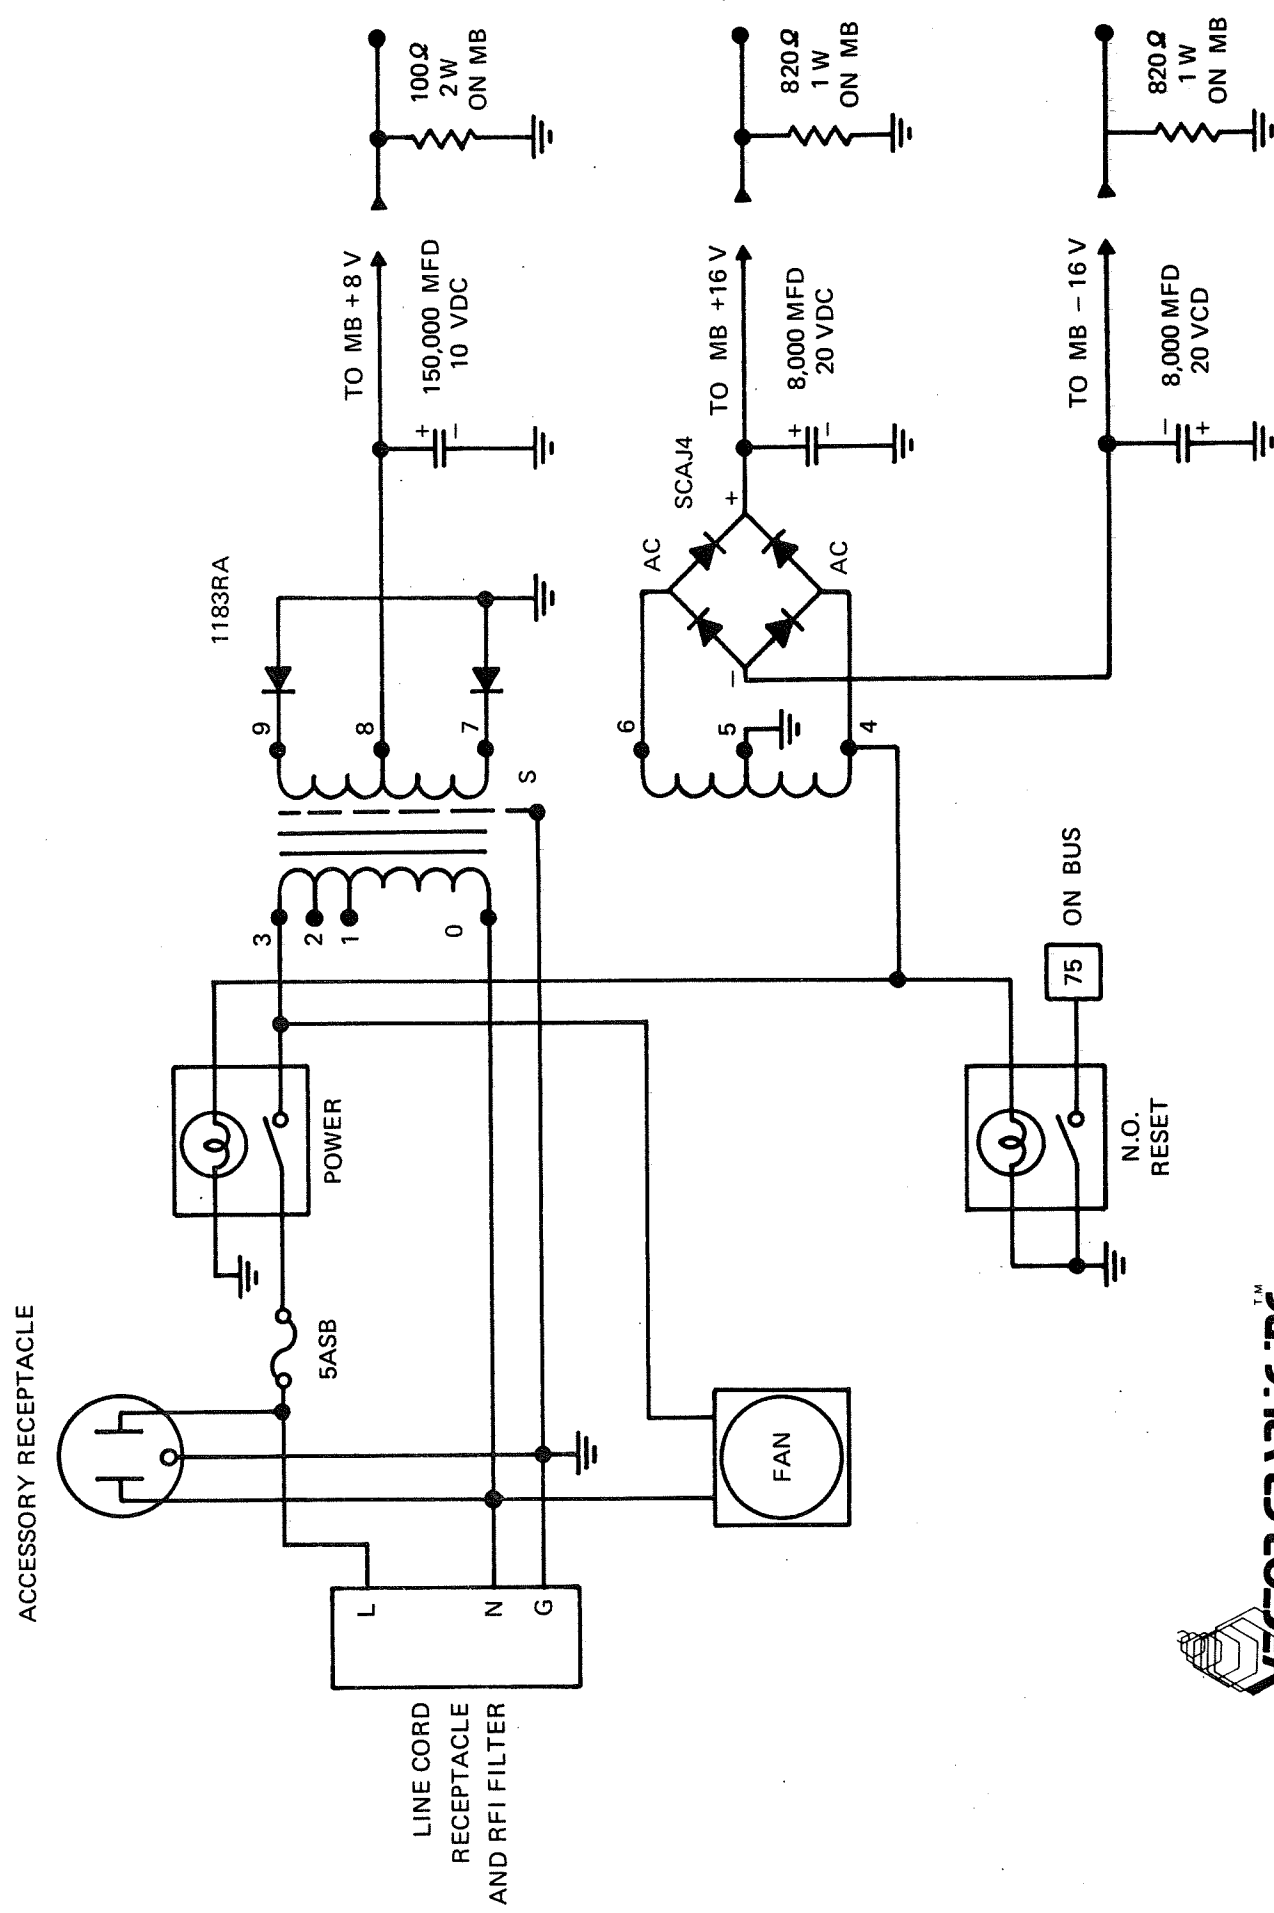 ACCESSORY RECEPTACLE
LINE CORD
RECEPTACLE
AND RFI FILTER
L
N
G
5ASB
POWER
FAN
3
2
1
0
S
9
8
7
1183RA
TO MB + 8 V
150,000 MFD
10 VDC
+
−
100Ω
2 W
ON MB
6
5
4
AC
AC
SCAJ4
+
−
TO MB +16 V
8,000 MFD
20 VDC
+
−
820Ω
1 W
ON MB
TO MB − 16 V
8,000 MFD
20 VCD
−
+
820Ω
1 W
ON MB
N.O.
RESET
75 ON BUS
TM